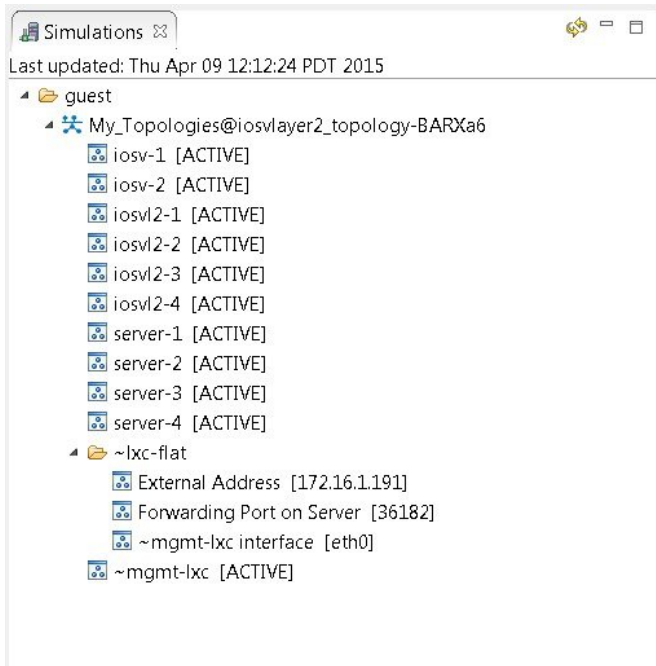 Simulations
Last updated: Thu Apr 09 12:12:24 PDT 2015
guest
My_Topologies@iosvlayer2_topology-BARXa6
iosv-1 [ACTIVE]
iosv-2 [ACTIVE]
iosvl2-1 [ACTIVE]
iosvl2-2 [ACTIVE]
iosvl2-3 [ACTIVE]
iosvl2-4 [ACTIVE]
server-1 [ACTIVE]
server-2 [ACTIVE]
server-3 [ACTIVE]
server-4 [ACTIVE]
~lxc-flat
External Address [172.16.1.191]
Forwarding Port on Server [36182]
~mgmt-lxc interface [eth0]
~mgmt-lxc [ACTIVE]